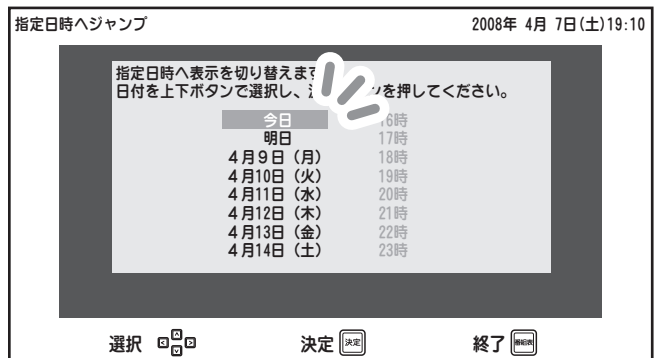 指定日時へジャンプ 2008年 4月 7日(土)19:10
指定日時へ表示を切り替えます
日付を上下ボタンで選択し、 ンを押してください。
今日 16時
明日 17時
4月9日(月) 18時
4月10日(火) 19時
4月11日(水) 20時
4月12日(木) 21時
4月13日(金) 22時
4月14日(土) 23時
選択 決定 決定 終了 番組表